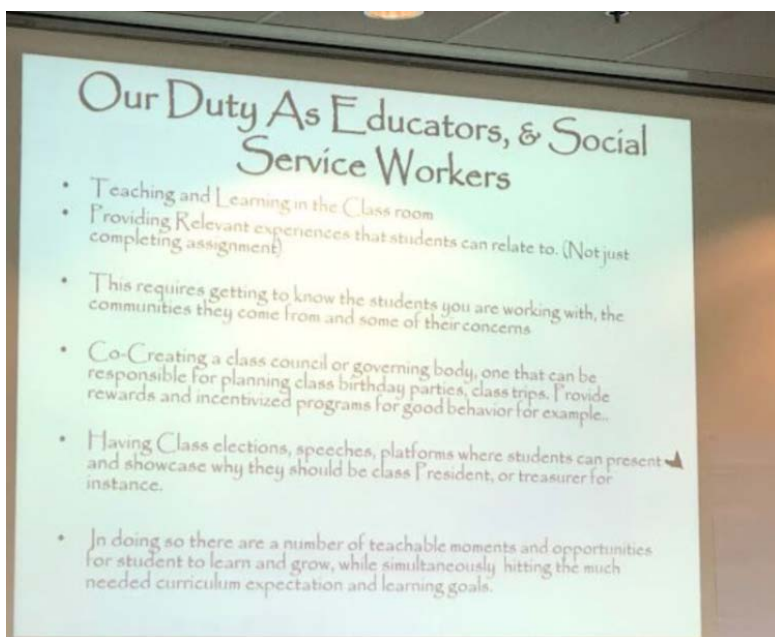 Our Duty As Educators, & Social
Service Workers
• Teaching and Learning in the Class room
• Providing Relevant experiences that students can relate to. (Not just
completing assignment)
• This requires getting to know the students you are working with, the
communities they come from and some of their concerns
• Co-Creating a class council or governing body, one that can be
responsible for planning class birthday parties, class trips. Provide
rewards and incentivized programs for good behavior for example..
• Having Class elections, speeches, platforms where students can present
and showcase why they should be class President, or treasurer for
instance.
• In doing so there are a number of teachable moments and opportunities
for student to learn and grow, while simultaneously hitting the much
needed curriculum expectation and learning goals.